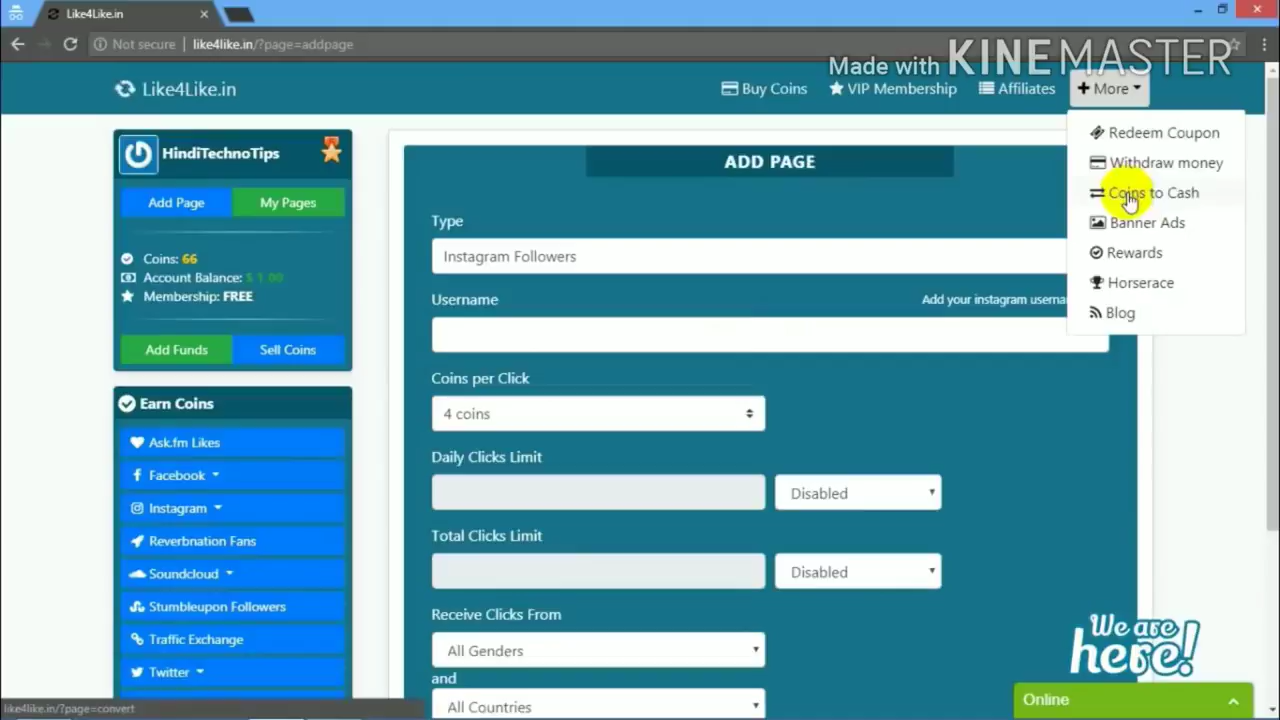 Like4Like.in
Not secure
like4like.in/?page=addpage
Made with KINEMASTER
Like4Like.in
Buy Coins
VIP Membership
Affiliates
More
Redeem Coupon
Withdraw money
Coins to Cash
Banner Ads
Rewards
Horserace
Blog
HindiTechnoTips
Add Page
My Pages
Coins: 66
Account Balance: $ 1.00
Membership: FREE
Add Funds
Sell Coins
Earn Coins
Ask.fm Likes
Facebook
Instagram
Reverbnation Fans
Soundcloud
Stumbleupon Followers
Traffic Exchange
Twitter
ADD PAGE
Type
Instagram Followers
Username
Add your instagram
Coins per Click
4 coins
Daily Clicks Limit
Disabled
Total Clicks Limit
Disabled
Receive Clicks From
All Genders
and
All Countries
We are here!
Online
like4like.in/?page=convert